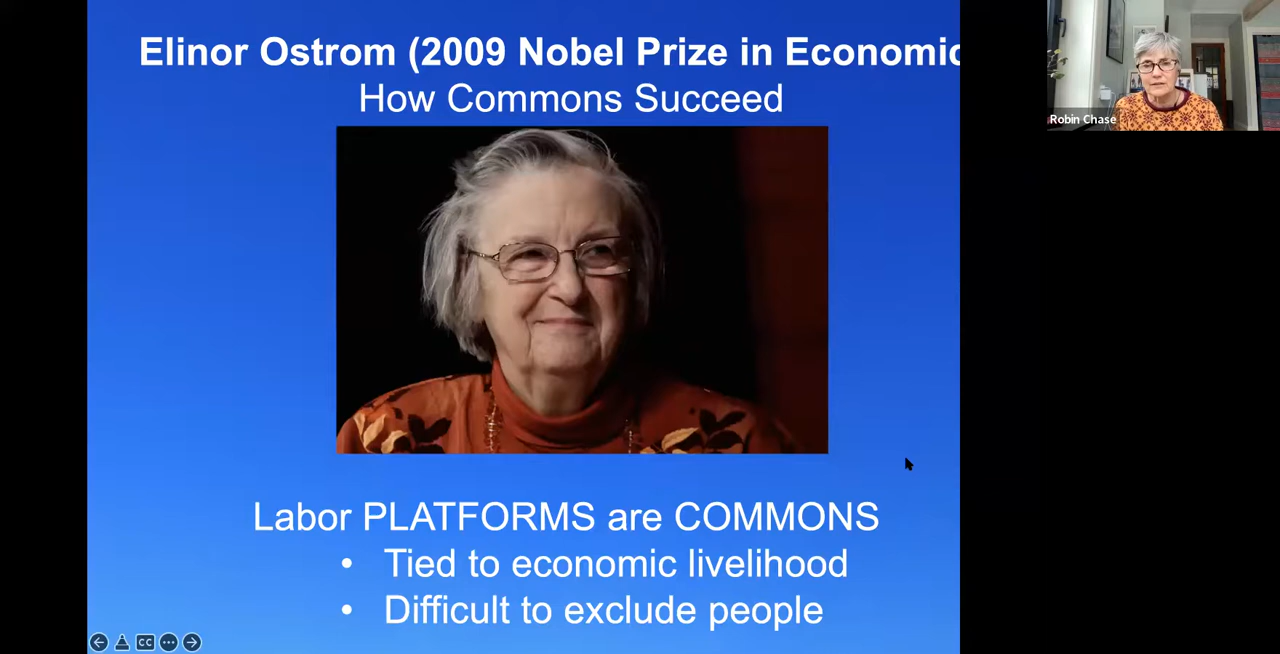 Elinor Ostrom (2009 Nobel Prize in Economic
How Commons Succeed
Robin Chase
Labor PLATFORMS are COMMONS
• Tied to economic livelihood
• Difficult to exclude people
CC